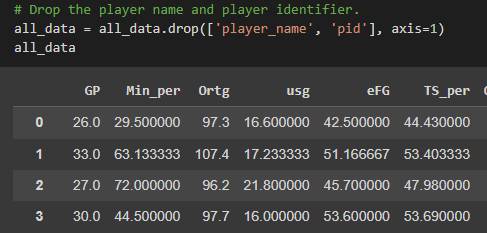 # Drop the player name and player identifier.
all_data = all_data.drop(['player_name', 'pid'], axis=1)
all_data
GP Min_per Ortg usg eFG TS_per
0 26.0 29.500000 97.3 16.600000 42.500000 44.430000
1 33.0 63.133333 107.4 17.233333 51.166667 53.403333
2 27.0 72.000000 96.2 21.800000 45.700000 47.980000
3 30.0 44.500000 97.7 16.000000 53.600000 53.690000